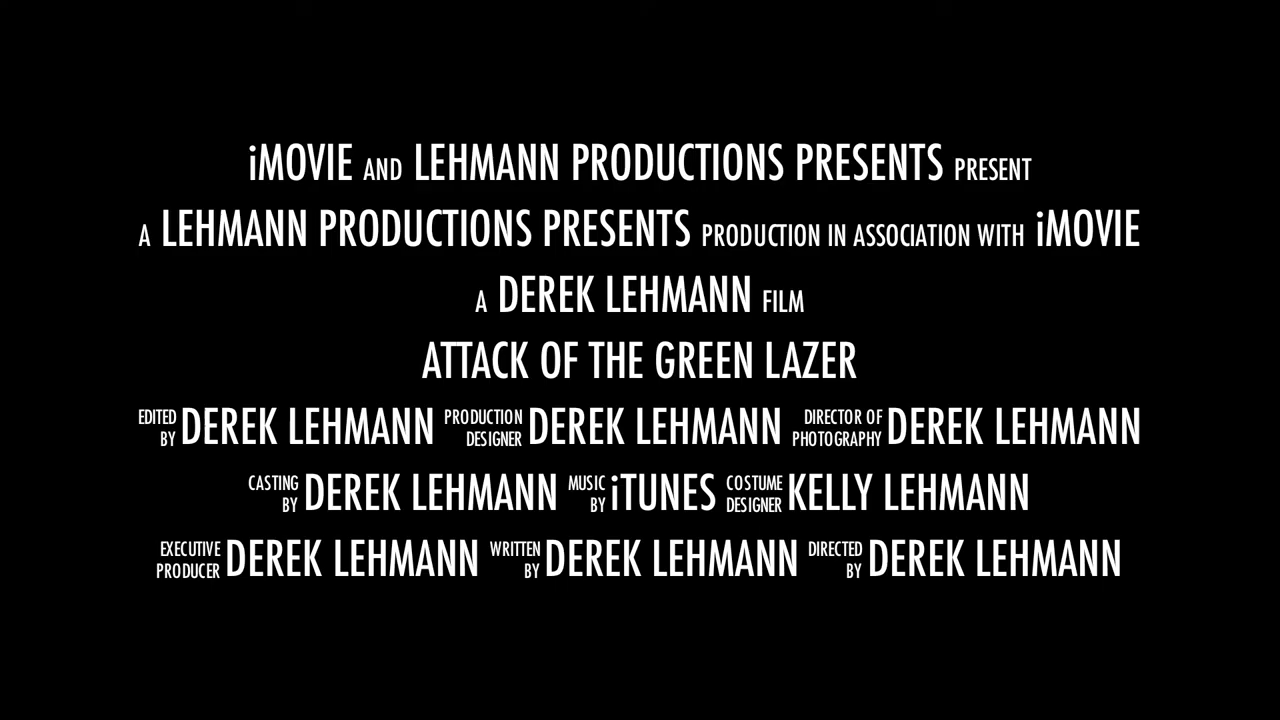 iMOVIE AND LEHMANN PRODUCTIONS PRESENTS PRESENT
A LEHMANN PRODUCTIONS PRESENTS PRODUCTION IN ASSOCIATION WITH iMOVIE
A DEREK LEHMANN FILM
ATTACK OF THE GREEN LAZER
EDITED BY DEREK LEHMANN PRODUCTION DESIGNER DEREK LEHMANN DIRECTOR OF PHOTOGRAPHY DEREK LEHMANN
CASTING BY DEREK LEHMANN MUSIC BY iTUNES COSTUME DESIGNER KELLY LEHMANN
EXECUTIVE PRODUCER DEREK LEHMANN WRITTEN BY DEREK LEHMANN DIRECTED BY DEREK LEHMANN